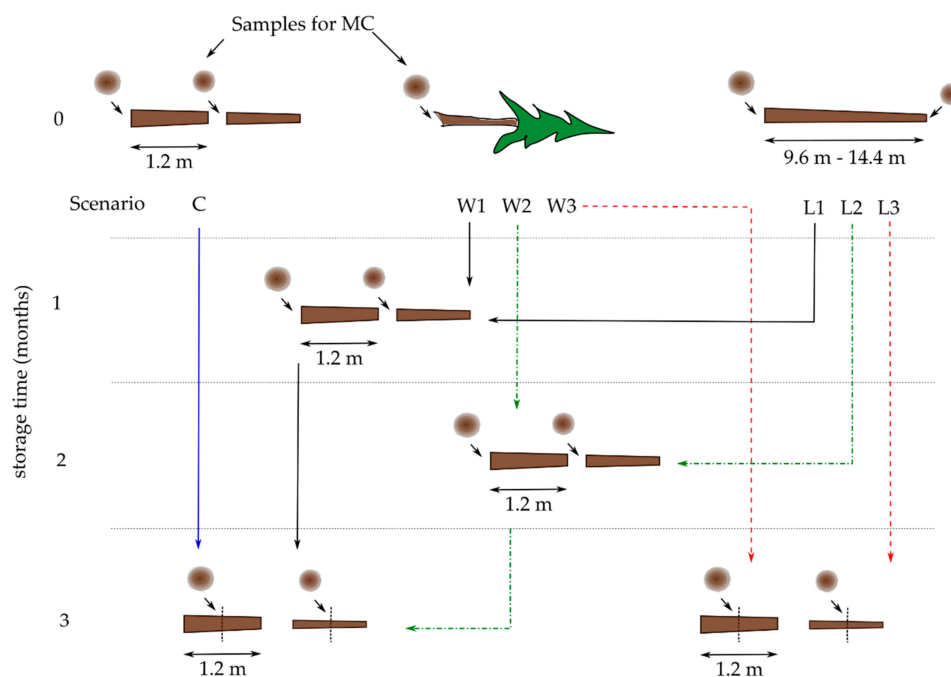 Samples for MC
0
1.2 m
9.6 m - 14.4 m
Scenario
C
W1
W2
W3
L1
L2
L3
storage time (months)
1
1.2 m
2
1.2 m
3
1.2 m
1.2 m